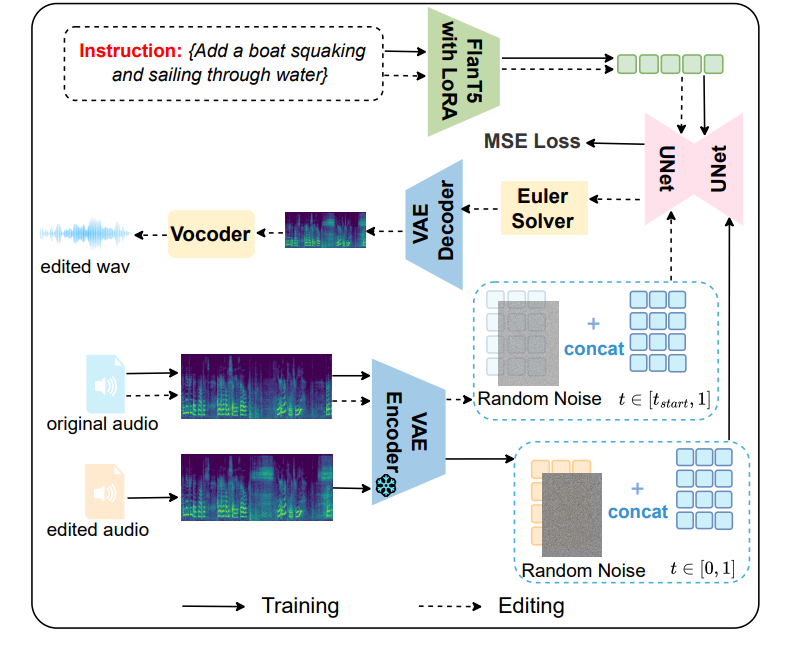 Instruction: {Add a boat squaking
and sailing through water}
FlanT5
with LoRA
MSE Loss
UNet
UNet
VAE
Decoder
Euler
Solver
Vocoder
edited wav
+
concat
Random Noise
t ∈ [t_start, 1]
original audio
VAE
Encoder
edited audio
+
concat
Random Noise
t ∈ [0, 1]
Training
Editing